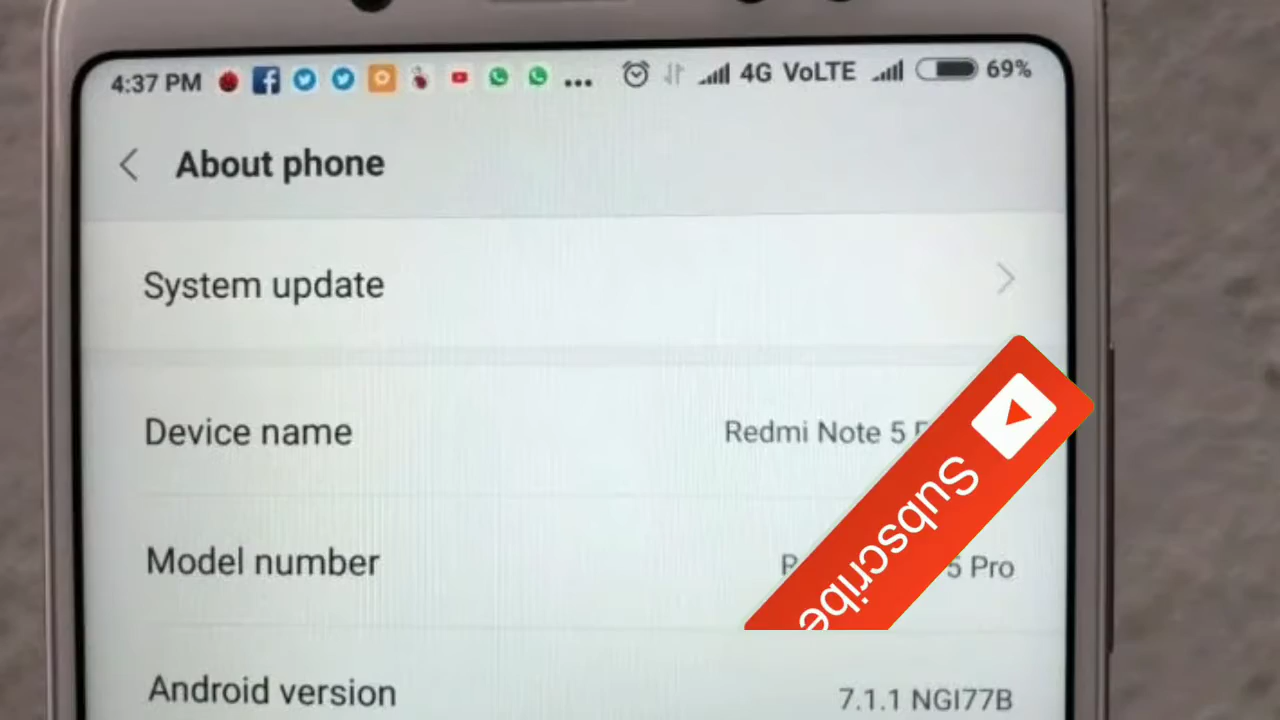 4:37 PM ... 4G VoLTE 69%
About phone
System update
Device name Redmi Note 5
Model number 5 Pro
Subscribe
Android version 7.1.1 NGI77B